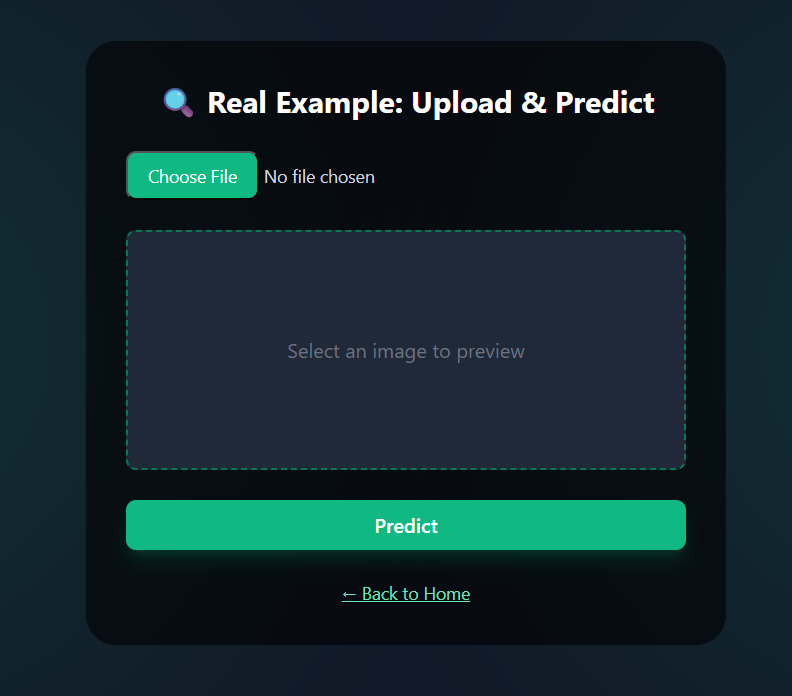 🔍 Real Example: Upload & Predict
Choose File No file chosen
Select an image to preview
Predict
← Back to Home